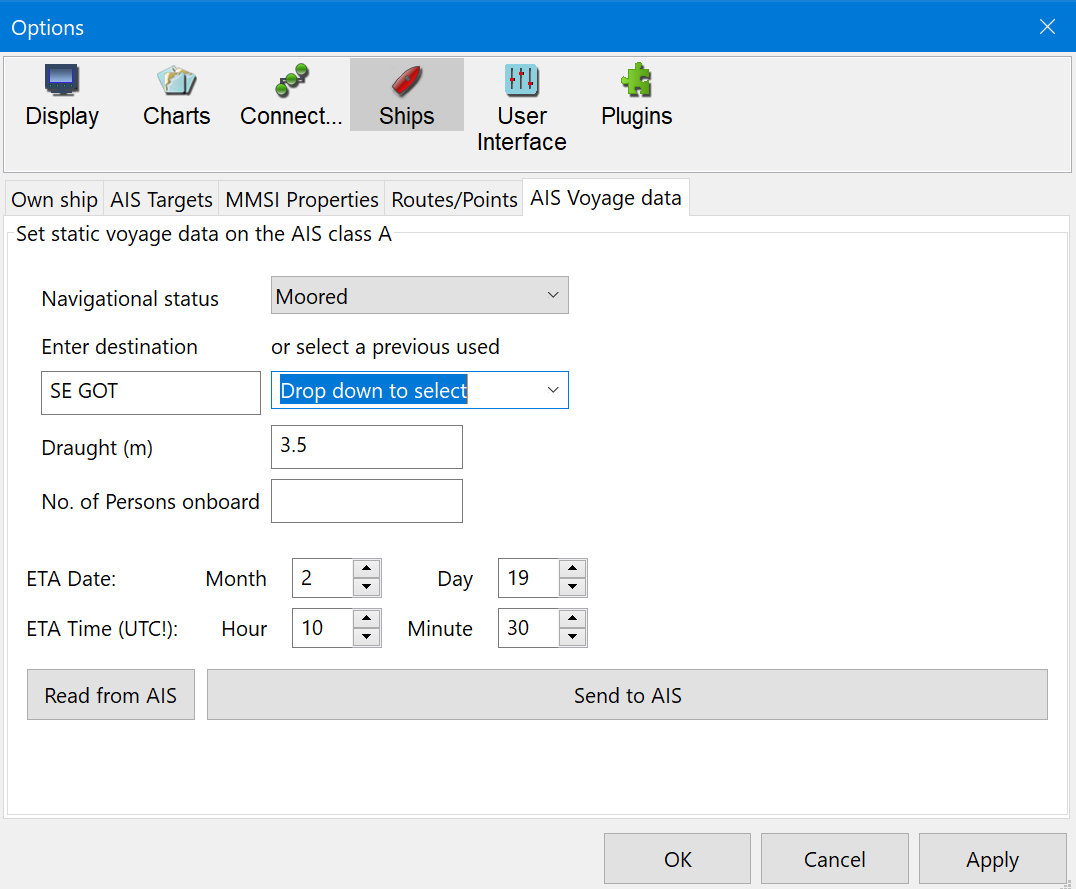 Options
Display Charts Connect... Ships User Interface Plugins
Own ship AIS Targets MMSI Properties Routes/Points AIS Voyage data
Set static voyage data on the AIS class A
Navigational status Moored
Enter destination or select a previous used
SE GOT Drop down to select
Draught (m) 3.5
No. of Persons onboard
ETA Date: Month 2 Day 19
ETA Time (UTC!): Hour 10 Minute 30
Read from AIS Send to AIS
OK Cancel Apply